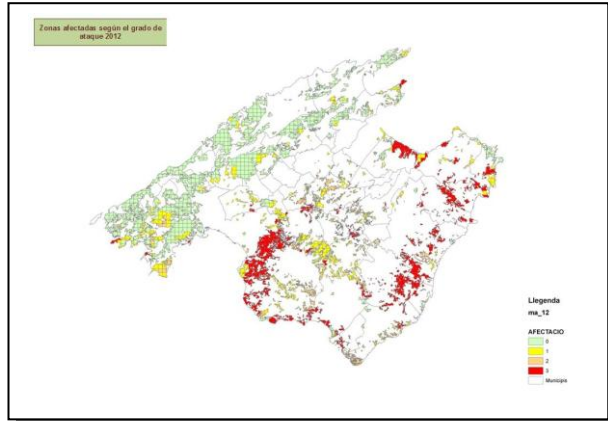 Zonas afectadas según el grado de
ataque 2012
Llegenda
ma_12
AFECTACIO
0
1
2
3
Municipis